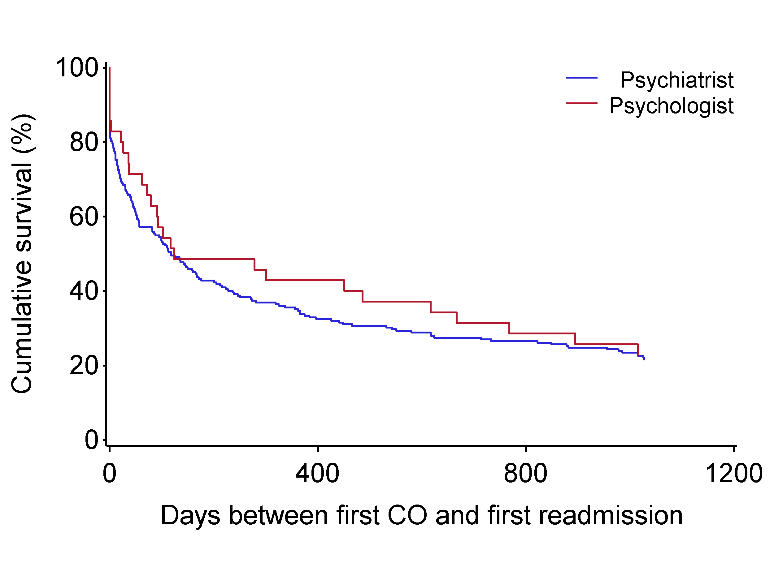 Psychiatrist
Psychologist
Cumulative survival (%)
100
80
60
40
20
0
0 400 800 1200
Days between first CO and first readmission